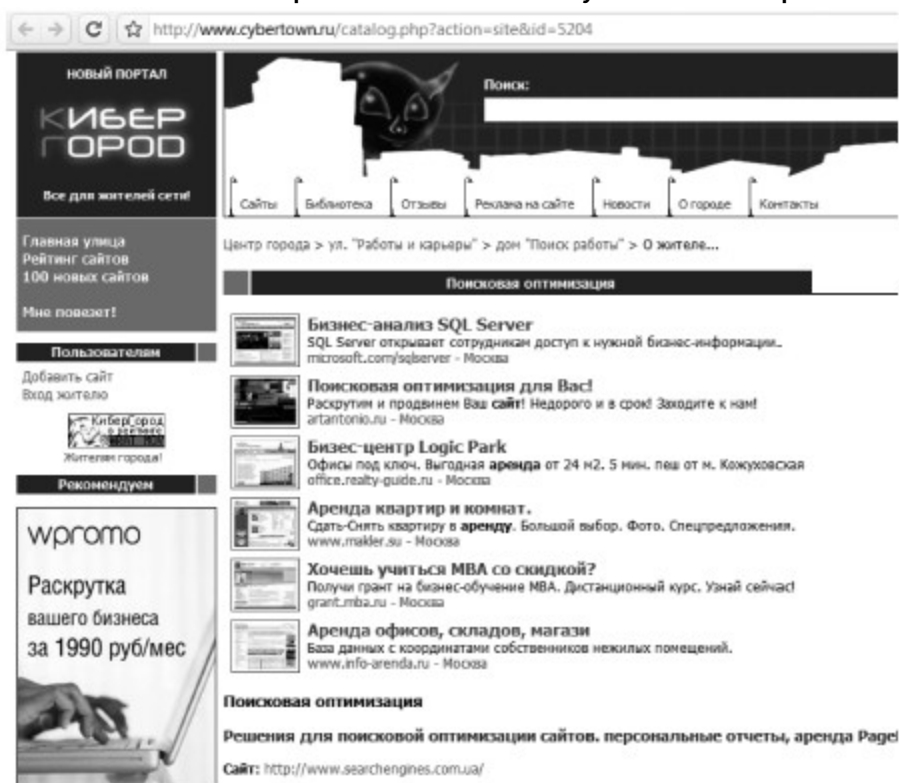 http://www.cybertown.ru/catalog.php?action=site&id=5204
НОВЫЙ ПОРТАЛ
КИБЕР
ГОРОД
Все для жителей сети!
Поиск:
Сайты Библиотека Отзывы Реклама на сайте Новости О городе Контакты
Главная улица
Рейтинг сайтов
100 новых сайтов
Мне повезет!
Пользователям
Добавить сайт
Вход жителю
КиберГород
Жителям города!
Рекомендуем
wpromo
Раскрутка
вашего бизнеса
за 1990 руб/мес
Центр города > ул. "Работы и карьеры" > дом "Поиск работы" > О жителе...
Поисковая оптимизация
Бизнес-анализ SQL Server
SQL Server открывает сотрудникам доступ к нужной бизнес-информации..
microsoft.com/sqlserver - Москва
Поисковая оптимизация для Вас!
Раскрутим и продвинем Ваш сайт! Недорого и в срок! Заходите к нам!
artantonio.ru - Москва
Бизес-центр Logic Park
Офисы под ключ. Выгодная аренда от 24 м2. 5 мин. пеш от м. Кожуховская
office.realty-guide.ru - Москва
Аренда квартир и комнат.
Сдать-Снять квартиру в аренду. Большой выбор. Фото. Спецпредложения.
www.makler.su - Москва
Хочешь учиться MBA со скидкой?
Получи грант на бизнес-обучение MBA. Дистанционный курс. Узнай сейчас!
grant.mba.ru - Москва
Аренда офисов, складов, магази
База данных с координатами собственников нежилых помещений.
www.info-arenda.ru - Москва
Поисковая оптимизация
Решения для поисковой оптимизации сайтов. персональные отчеты, аренда Page
Сайт: http://www.searchengines.com.ua/